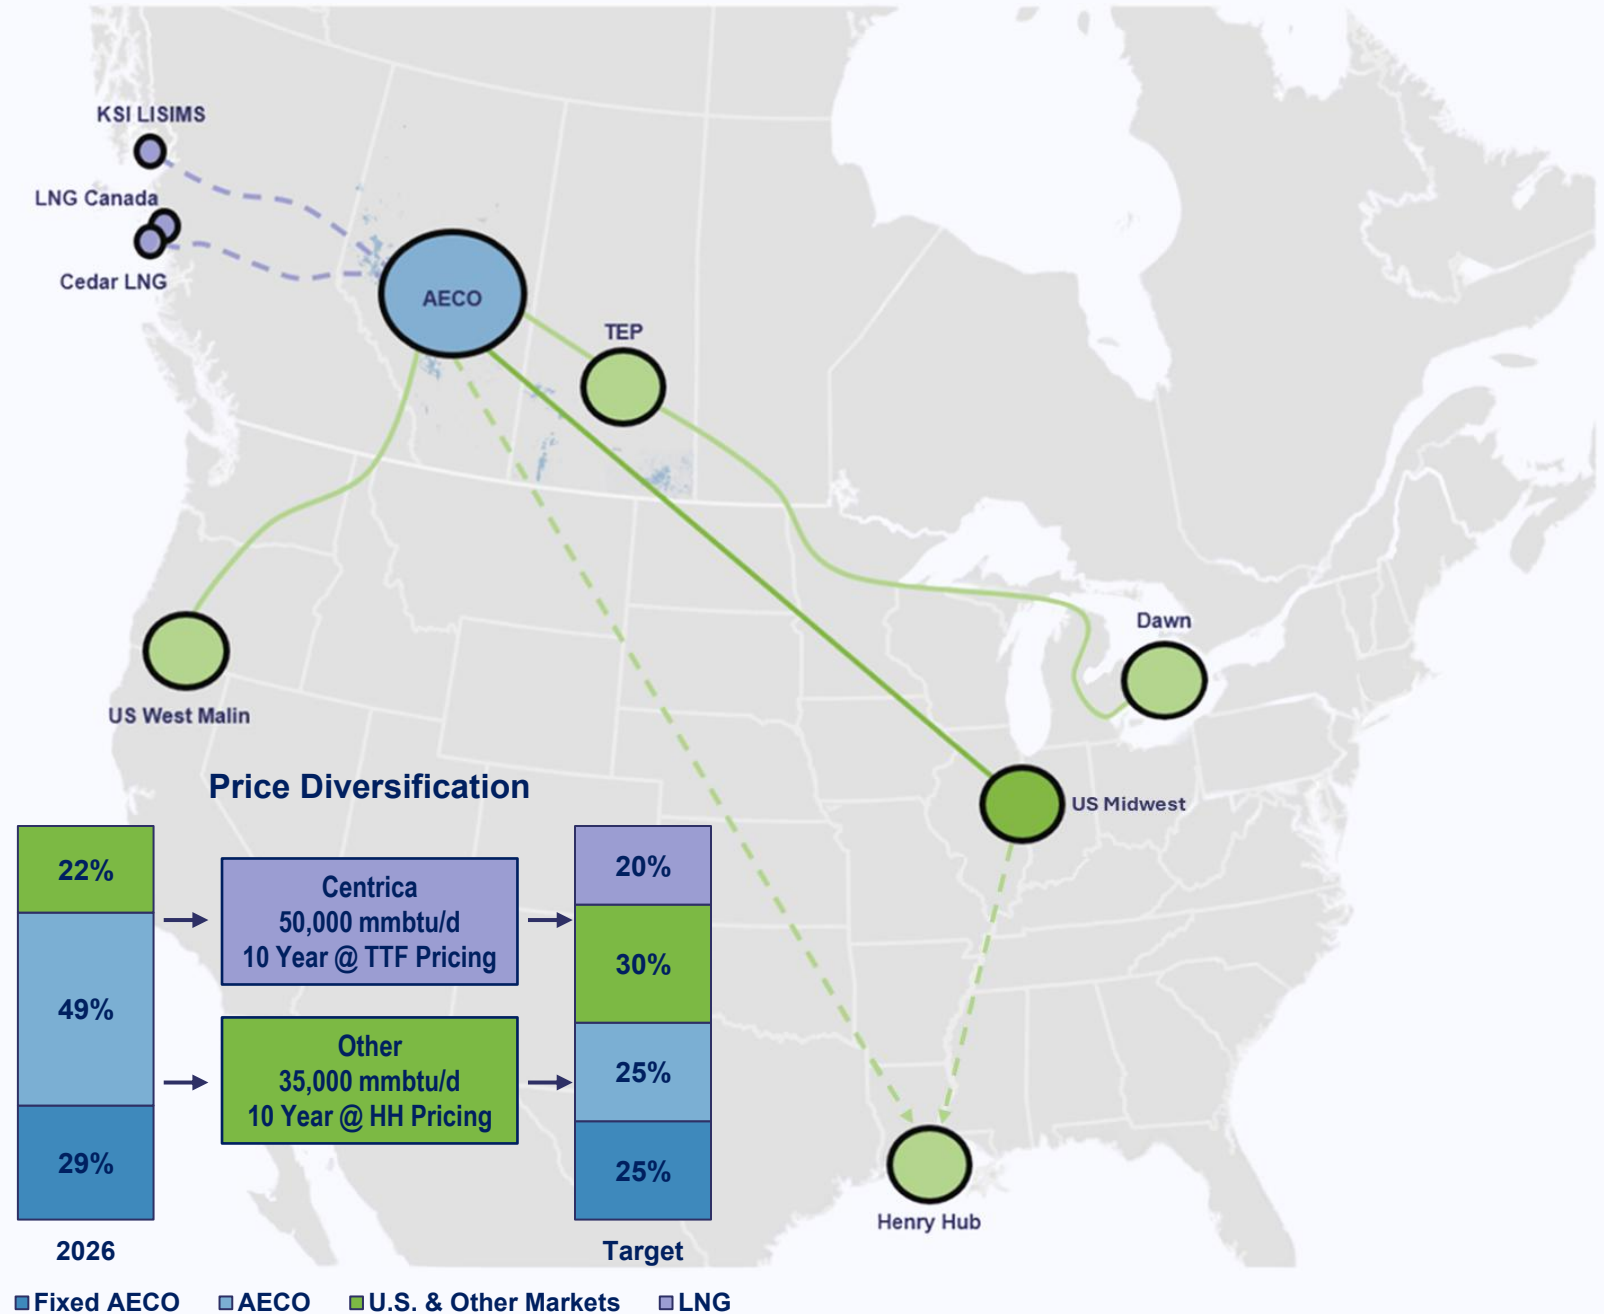 KSI LISIMS
LNG Canada
Cedar LNG
AECO
TEP
Dawn
US West Malin
US Midwest
Henry Hub
Price Diversification
22%
49%
29%
2026
Centrica
50,000 mmbtu/d
10 Year @ TTF Pricing
Other
35,000 mmbtu/d
10 Year @ HH Pricing
20%
30%
25%
25%
Target
Fixed AECO AECO U.S. & Other Markets LNG